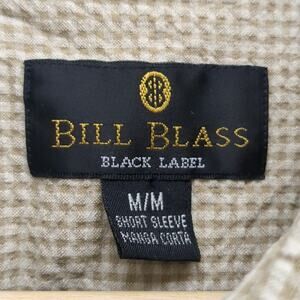 BILL BLASS
BLACK LABEL
M/M
SHORT SLEEVE
MANGA CORTA